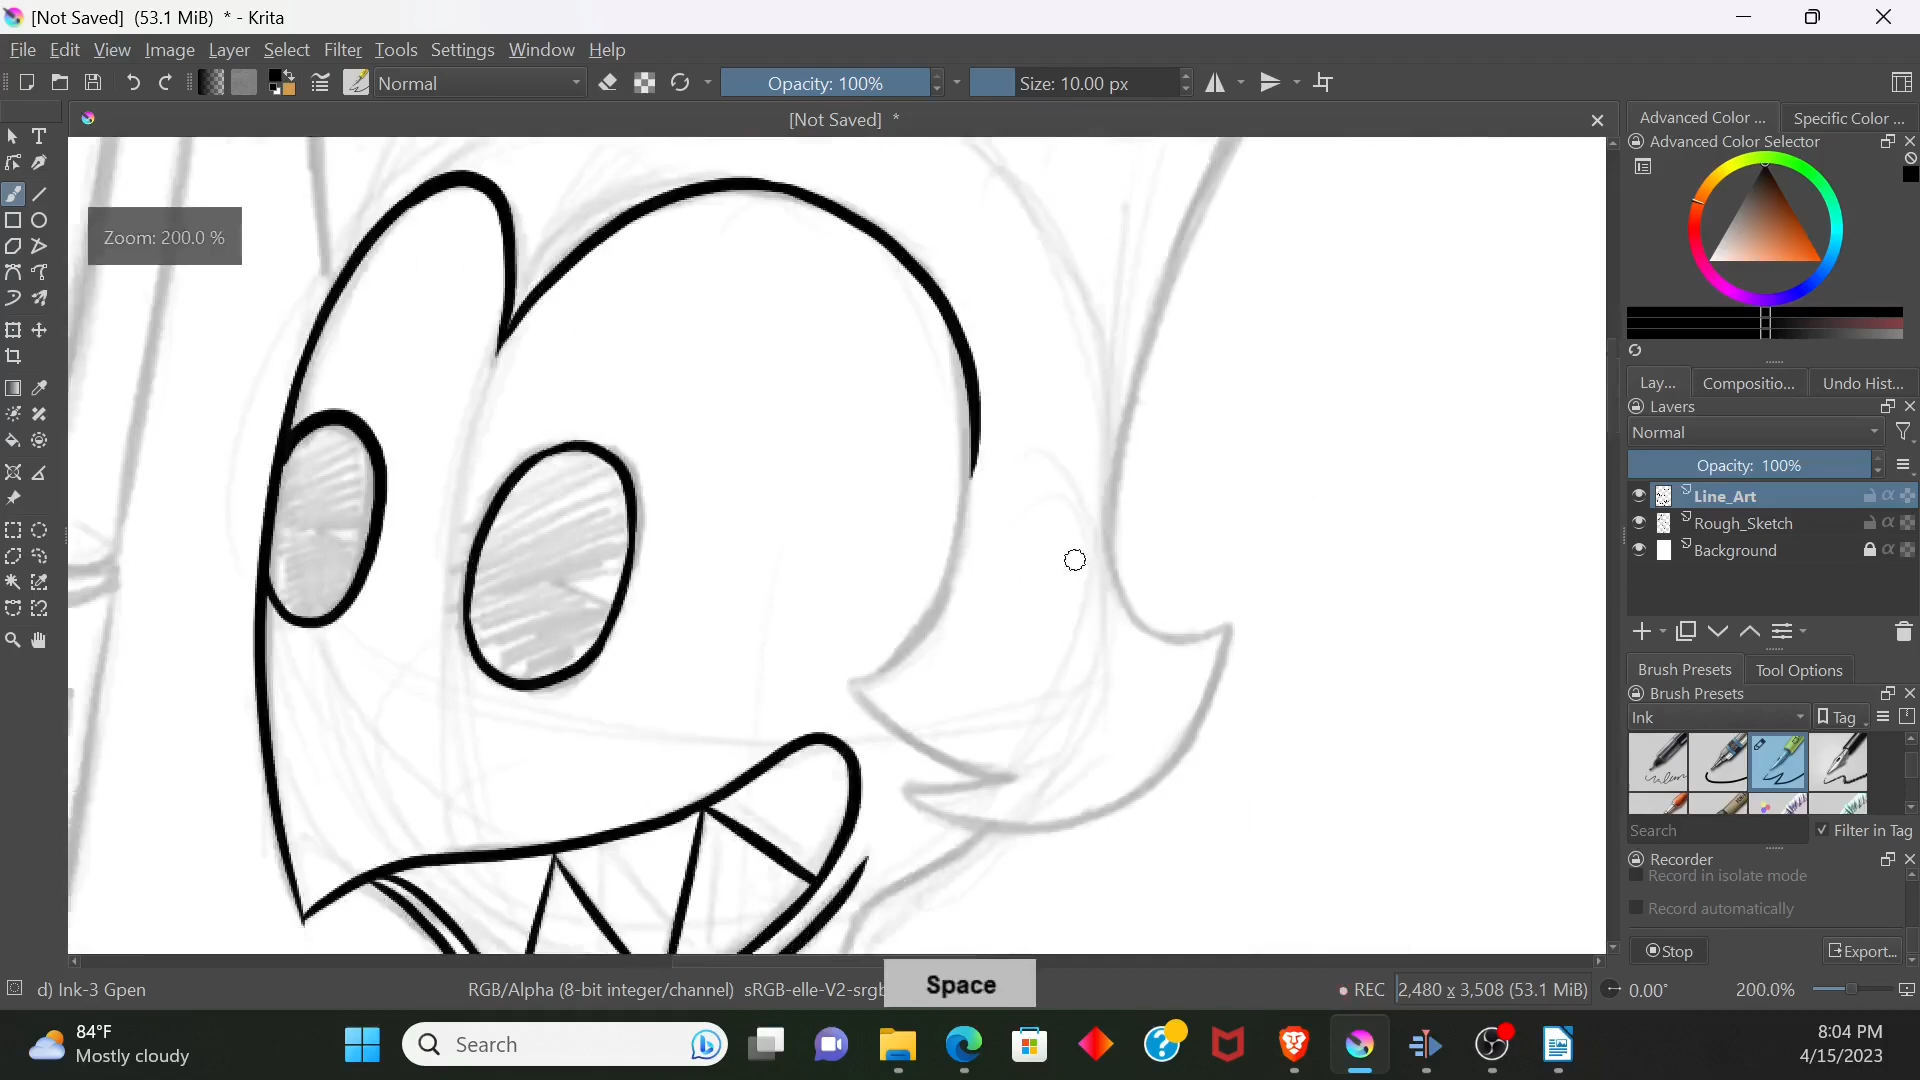 [Not Saved] (53.1 MiB) * - Krita
File Edit View Image Layer Select Filter Tools Settings Window Help
Normal
Opacity: 100%
Size: 10.00 px
[Not Saved] *
Zoom: 200.0 %
Advanced Color ...
Specific Color ...
Advanced Color Selector
Lay...
Compositio...
Undo Hist...
Layers
Normal
Opacity: 100%
Line_Art
Rough_Sketch
Background
Brush Presets
Tool Options
Brush Presets
Ink
Tag
Search
Filter in Tag
Recorder
Record in isolate mode
Record automatically
Stop
Export...
d) Ink-3 Gpen
RGB/Alpha (8-bit integer/channel) sRGB-elle-V2-srgb
Space
REC
2,480 x 3,508 (53.1 MiB)
0.00°
200.0%
84°F
Mostly cloudy
Search
8:04 PM
4/15/2023